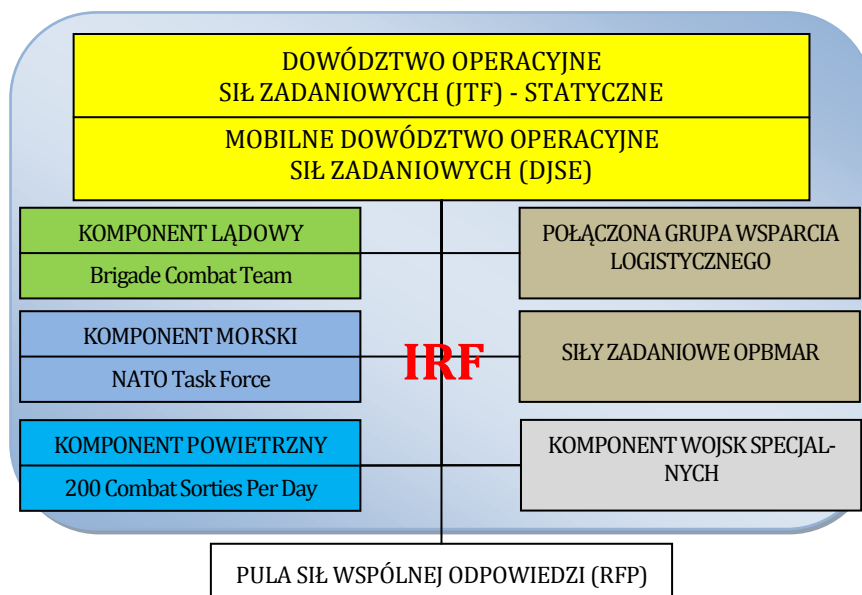 DOWÓDZTWO OPERACYJNE
SIŁ ZADANIOWYCH (JTF) - STATYCZNE
MOBILNE DOWÓDZTWO OPERACYJNE
SIŁ ZADANIOWYCH (DJSE)
KOMPONENT LĄDOWY
Brigade Combat Team
POŁĄCZONA GRUPA WSPARCIA
LOGISTYCZNEGO
KOMPONENT MORSKI
NATO Task Force
IRF
SIŁY ZADANIOWE OPBMAR
KOMPONENT POWIETRZNY
200 Combat Sorties Per Day
KOMPONENT WOJSK SPECJAL-
NYCH
PULA SIŁ WSPÓLNEJ ODPOWIEDZI (RFP)